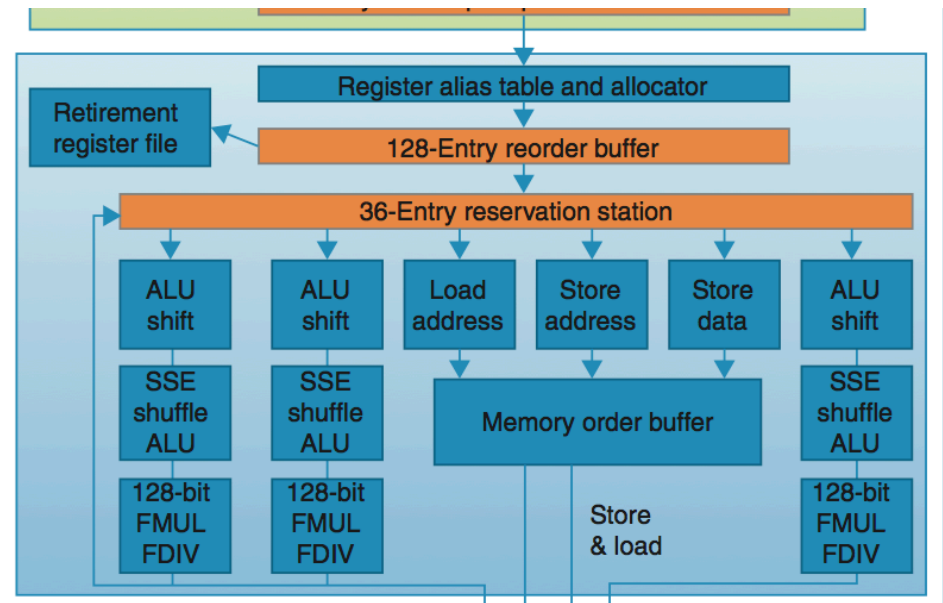 Register alias table and allocator
Retirement
register file
128-Entry reorder buffer
36-Entry reservation station
ALU
shift
ALU
shift
Load
address
Store
address
Store
data
ALU
shift
SSE
shuffle
ALU
SSE
shuffle
ALU
Memory order buffer
SSE
shuffle
ALU
128-bit
FMUL
FDIV
128-bit
FMUL
FDIV
Store
& load
128-bit
FMUL
FDIV